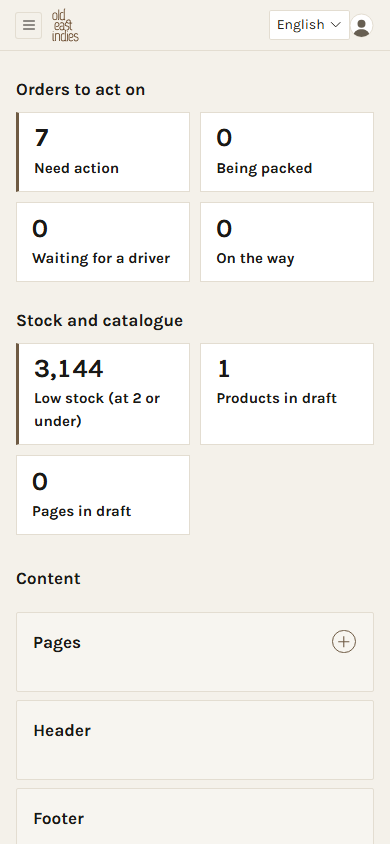 old
east
indies
English
Orders to act on
7
Need action
0
Being packed
0
Waiting for a driver
0
On the way
Stock and catalogue
3,144
Low stock (at 2 or
under)
1
Products in draft
0
Pages in draft
Content
Pages
Header
Footer